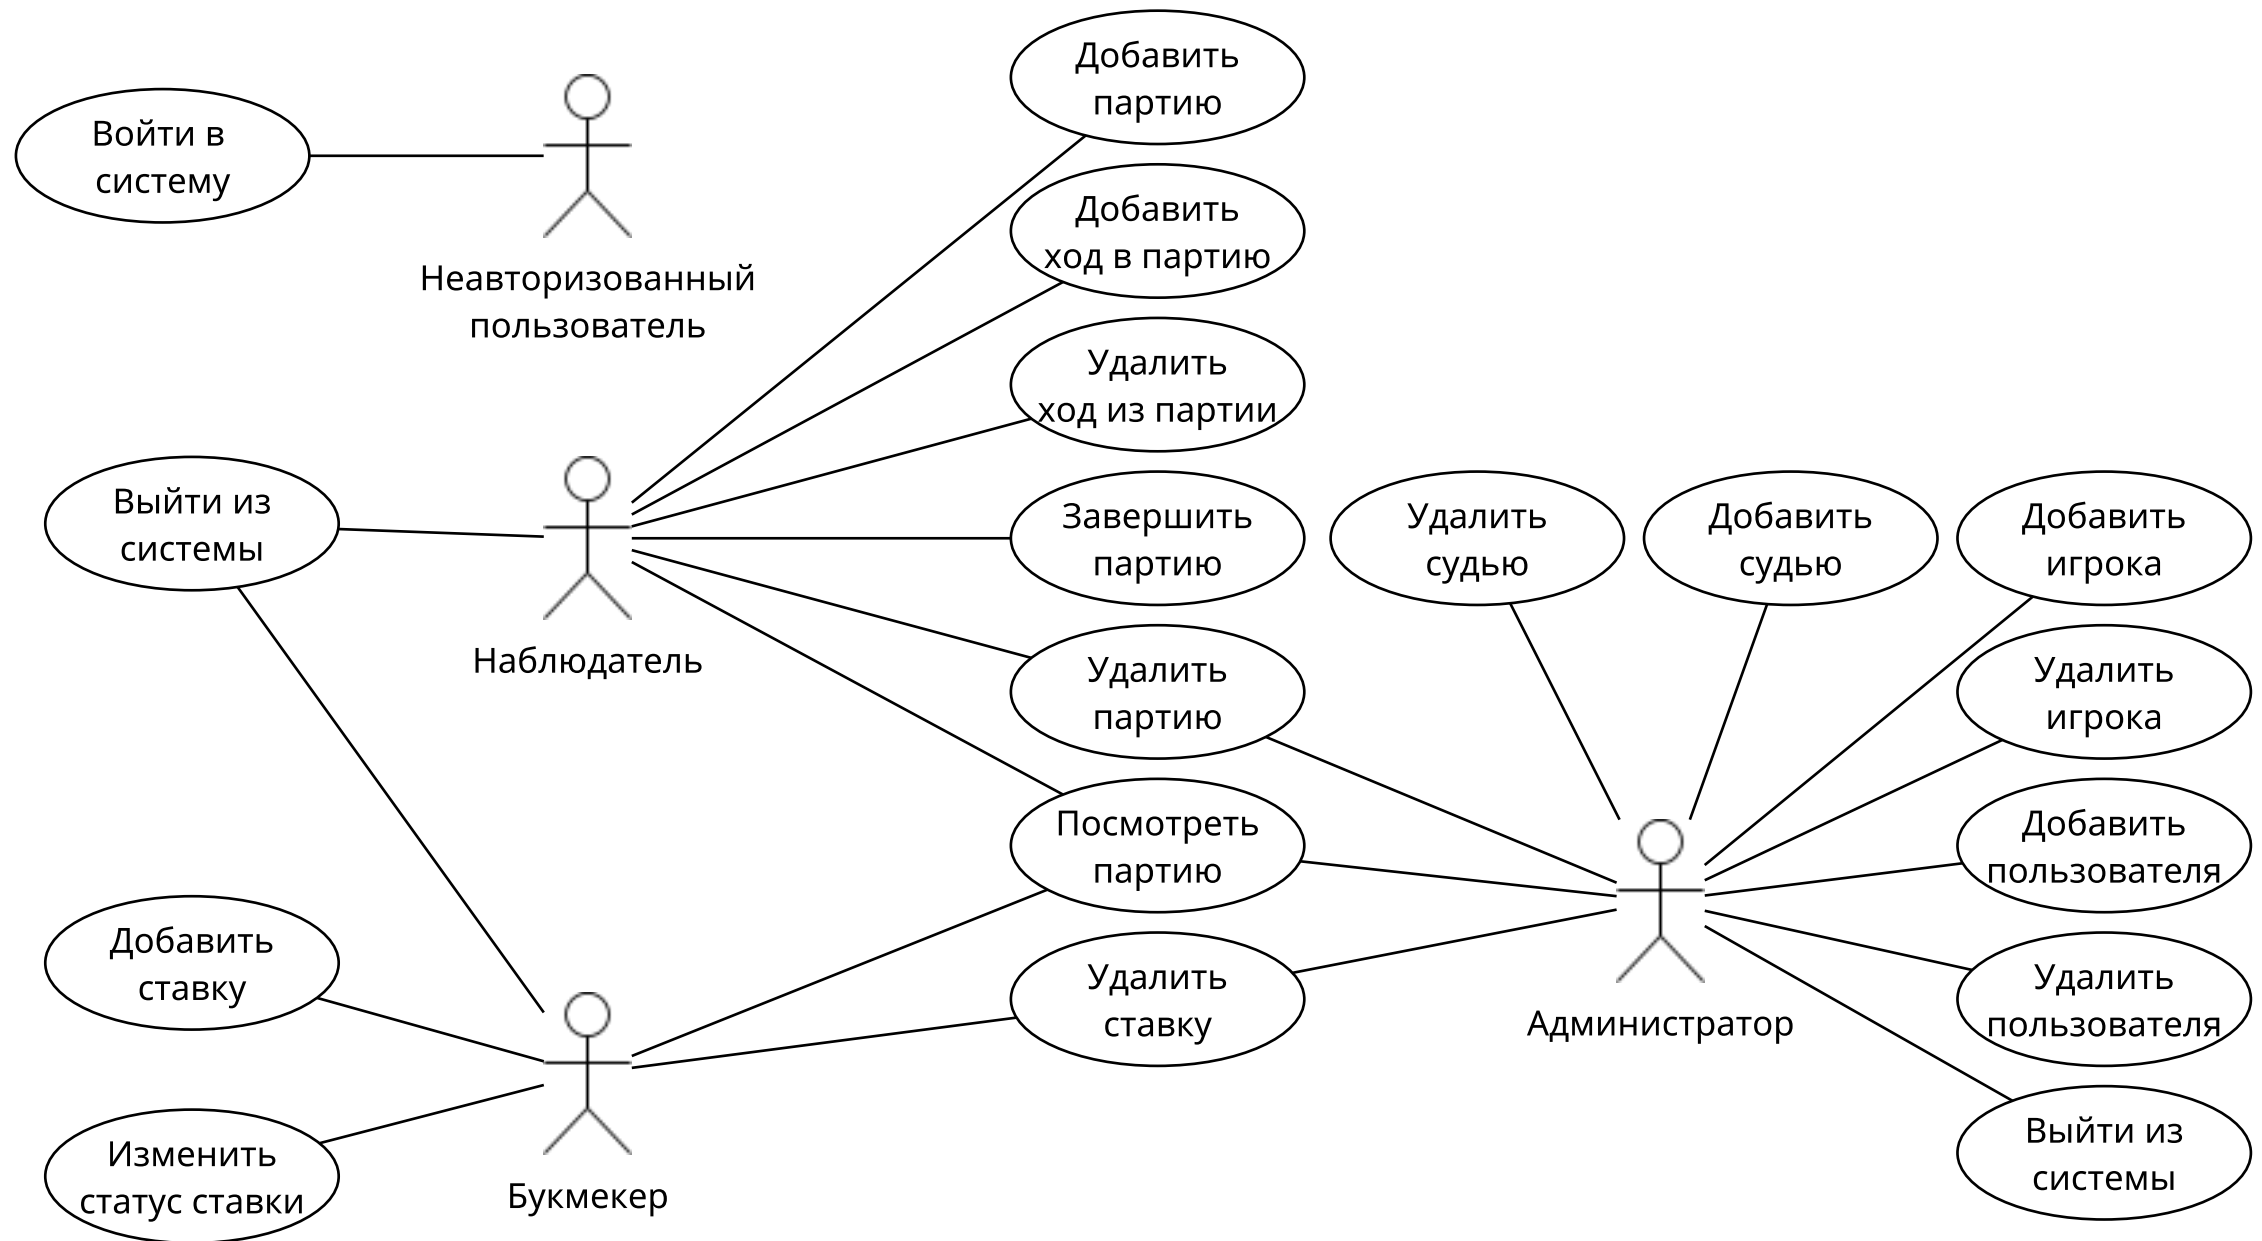 Добавить
партию
Войти в
систему
Добавить
ход в партию
Неавторизованный
пользователь
Удалить
ход из партии
Выйти из
системы
Завершить
партию
Удалить
судью
Добавить
судью
Добавить
игрока
Наблюдатель
Удалить
партию
Удалить
игрока
Посмотреть
партию
Добавить
пользователя
Добавить
ставку
Удалить
ставку
Администратор
Удалить
пользователя
Изменить
статус ставки
Букмекер
Выйти из
системы